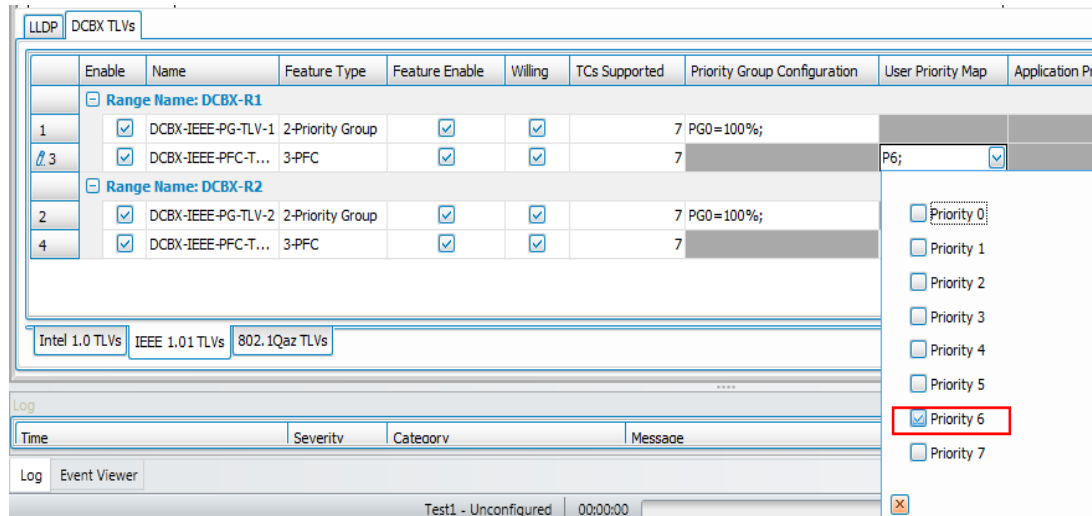 LLDP DCBX TLVs
Enable Name Feature Type Feature Enable Willing TCs Supported Priority Group Configuration User Priority Map Application Pr
Range Name: DCBX-R1
1 DCBX-IEEE-PG-TLV-1 2-Priority Group 7 PG0=100%;
3 DCBX-IEEE-PFC-T... 3-PFC 7 P6;
Range Name: DCBX-R2
2 DCBX-IEEE-PG-TLV-2 2-Priority Group 7 PG0=100%;
4 DCBX-IEEE-PFC-T... 3-PFC 7
Priority 0
Priority 1
Priority 2
Priority 3
Priority 4
Priority 5
Priority 6
Priority 7
Intel 1.0 TLVs IEEE 1.01 TLVs 802.1Qaz TLVs
Log
Time Severity Category Message
Log Event Viewer
Test1 - Unconfigured 00:00:00